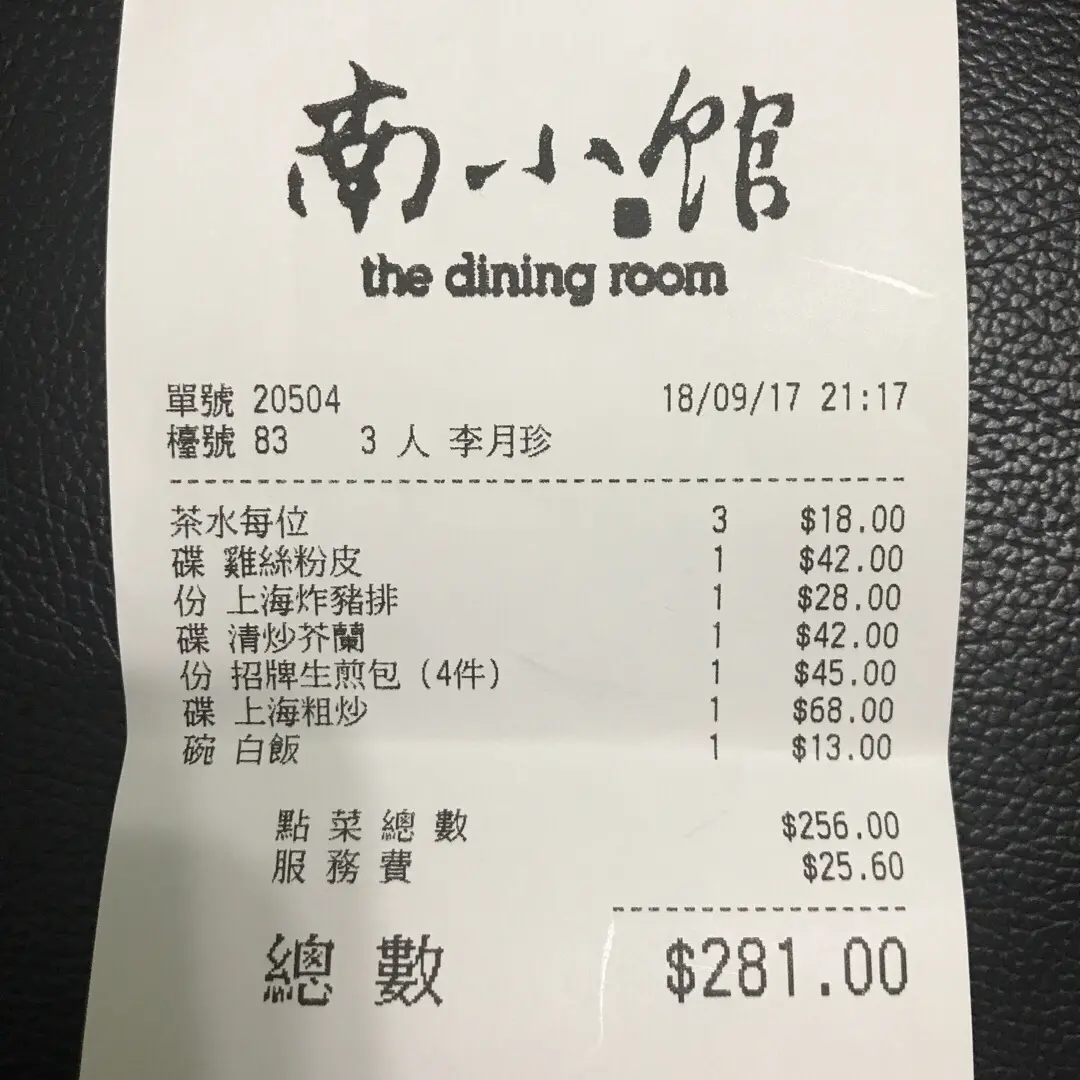 南小館
the dining room
單號 20504 18/09/17 21:17
檯號 83 3 人 李月珍
茶水每位 3 $18.00
碟 雞絲粉皮 1 $42.00
份 上海炸豬排 1 $28.00
碟 清炒芥蘭 1 $42.00
份 招牌生煎包 (4件) 1 $45.00
碟 上海粗炒 1 $68.00
碗 白飯 1 $13.00
點菜總數 $256.00
服務費 $25.60
總數 $281.00